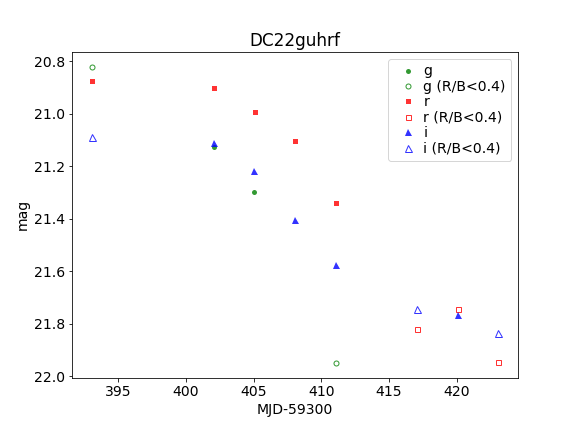 DC22guhrf
20.8
21.0
21.2
21.4
21.6
21.8
22.0
mag
g
g (R/B<0.4)
r
r (R/B<0.4)
i
i (R/B<0.4)
395
400
405
410
415
420
MJD-59300